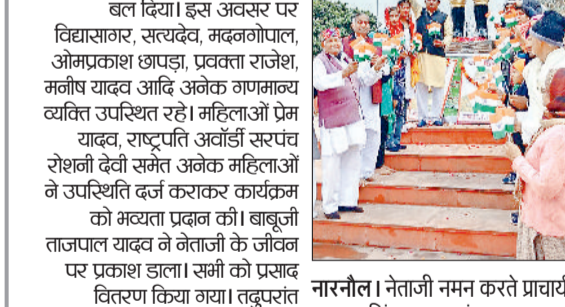 बल दिया। इस अवसर पर
विद्यासागर, सत्यदेव, मदनगोपाल,
ओमप्रकाश छापड़ा, प्रवक्ता राजेश,
मनीष यादव आदि अनेक गणमान्य
व्यक्ति उपस्थित रहे। महिलाओं प्रेम
यादव, राष्ट्रपति अवॉर्डी सरपंच
रोशनी देवी समेत अनेक महिलाओं
ने उपस्थिति दर्ज कराकर कार्यक्रम
को भव्यता प्रदान की। बाबूजी
ताजपाल यादव ने नेताजी के जीवन
पर प्रकाश डाला। सभी को प्रसाद
वितरण किया गया। तदुपरांत
नारनौल। नेताजी नमन करते प्राचार्य